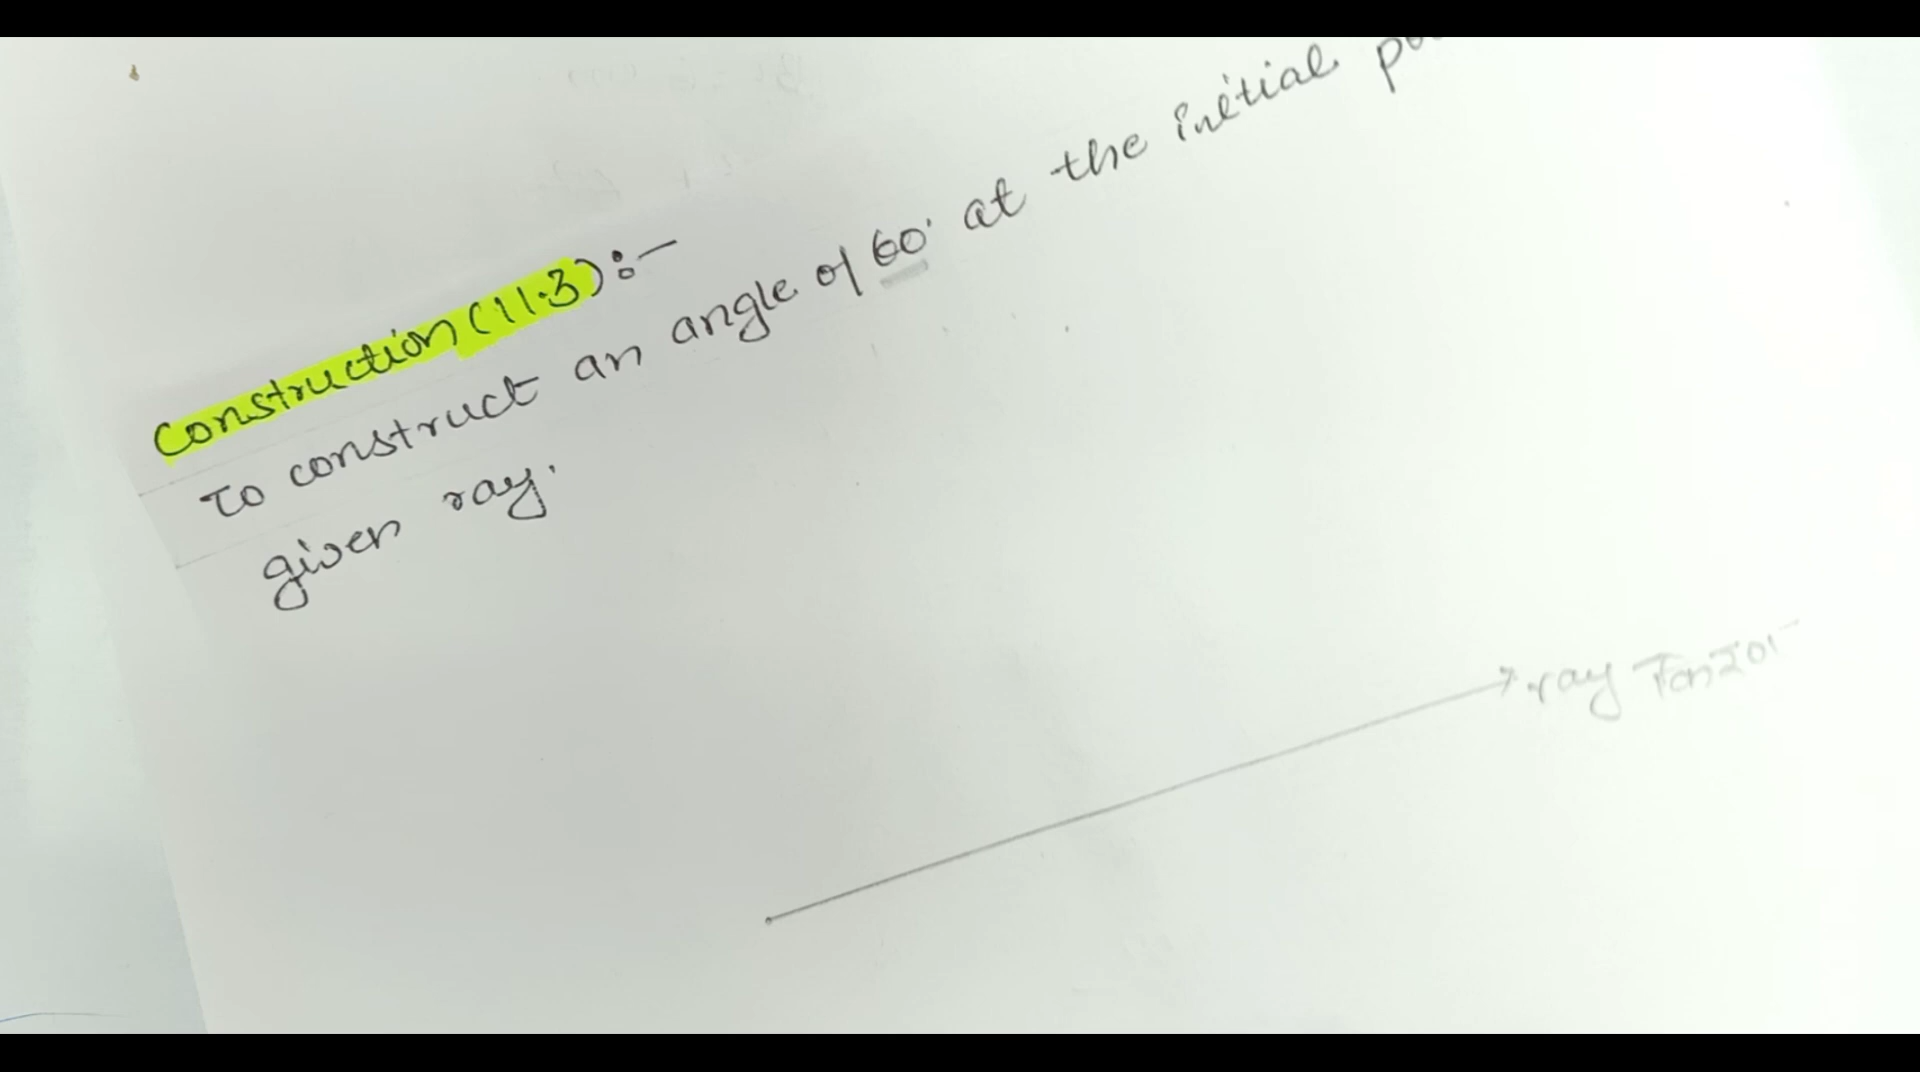 Construction (11.3):-
To construct an angle of 60° at the initial
given ray.
ray